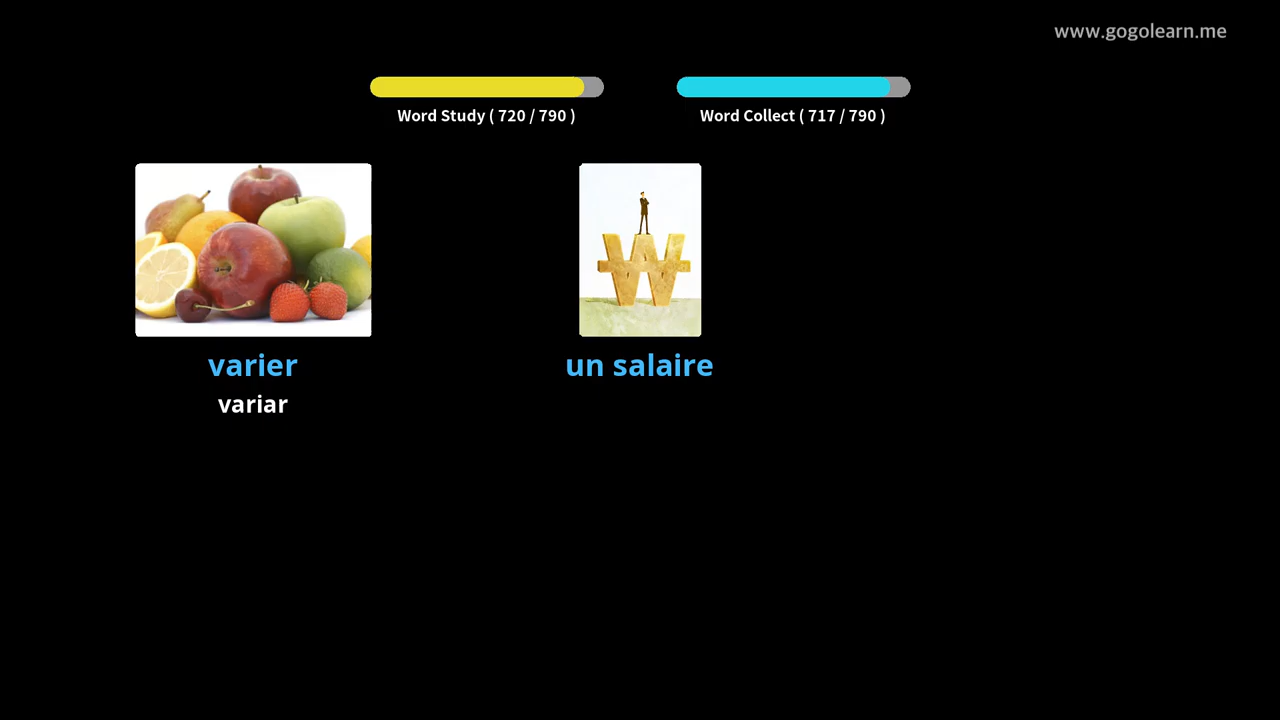 www.gogolearn.me
Word Study ( 720 / 790 )
Word Collect ( 717 / 790 )
varier
variar
un salaire